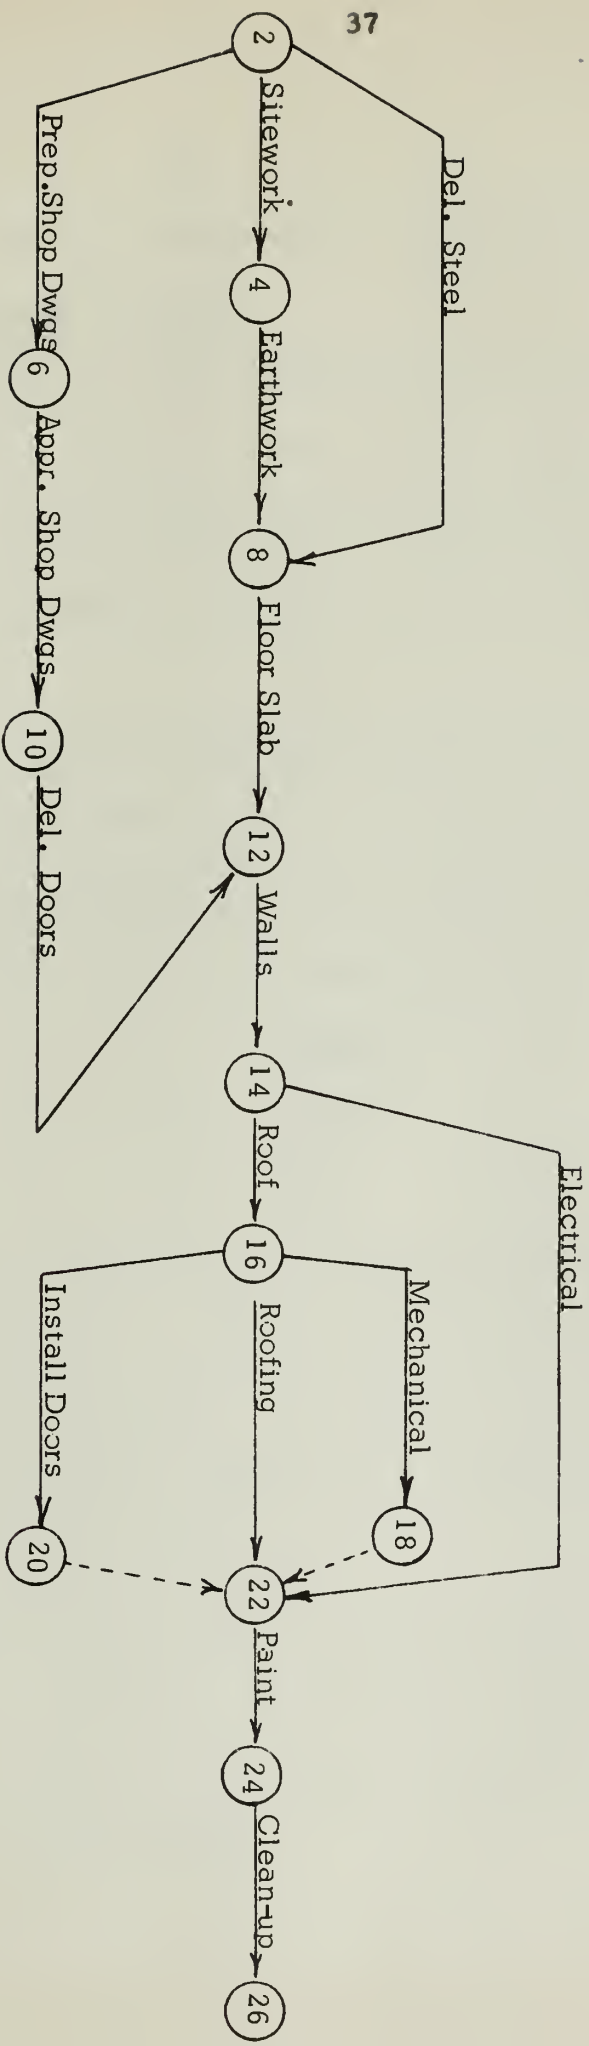 37
2
Del. Steel
Sitework
Prep. Shop Dwgs
4
Earthwork
6
Appr. Shop Dwgs.
8
Floor Slab
10
Del. Doors
12
Walls
14
Electrical
Roof
16
Mechanical
Roofing
Install Doors
18
20
22
Paint
24
Clean-up
26